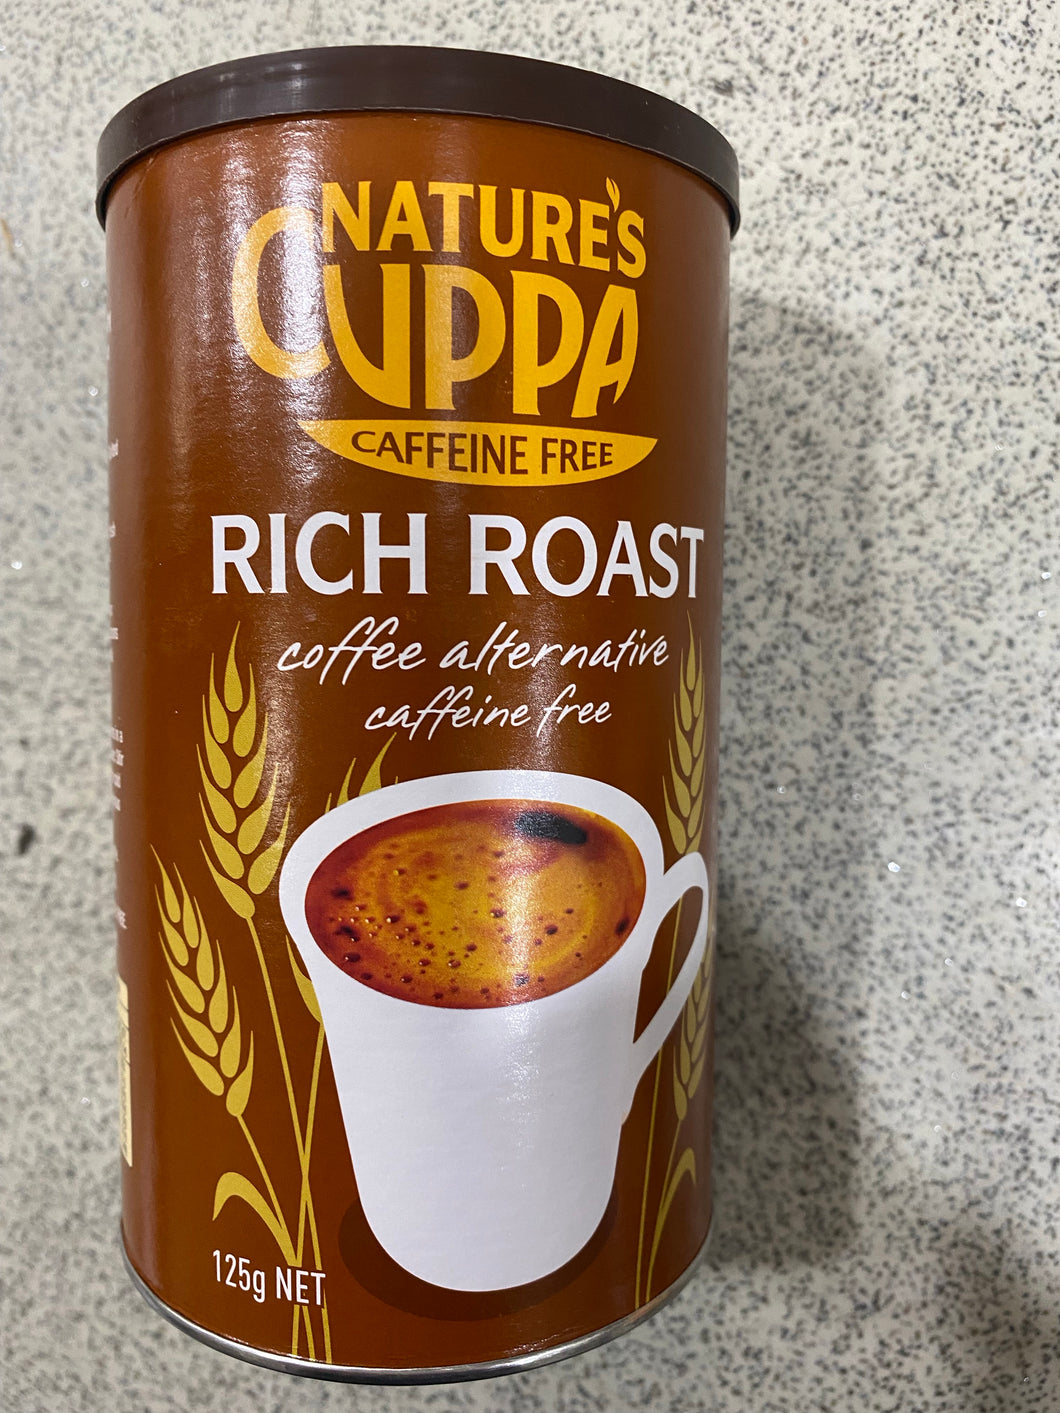 NATURE'S
CUPPA
CAFFEINE FREE
RICH ROAST
coffee alternative
caffeine free
125g NET